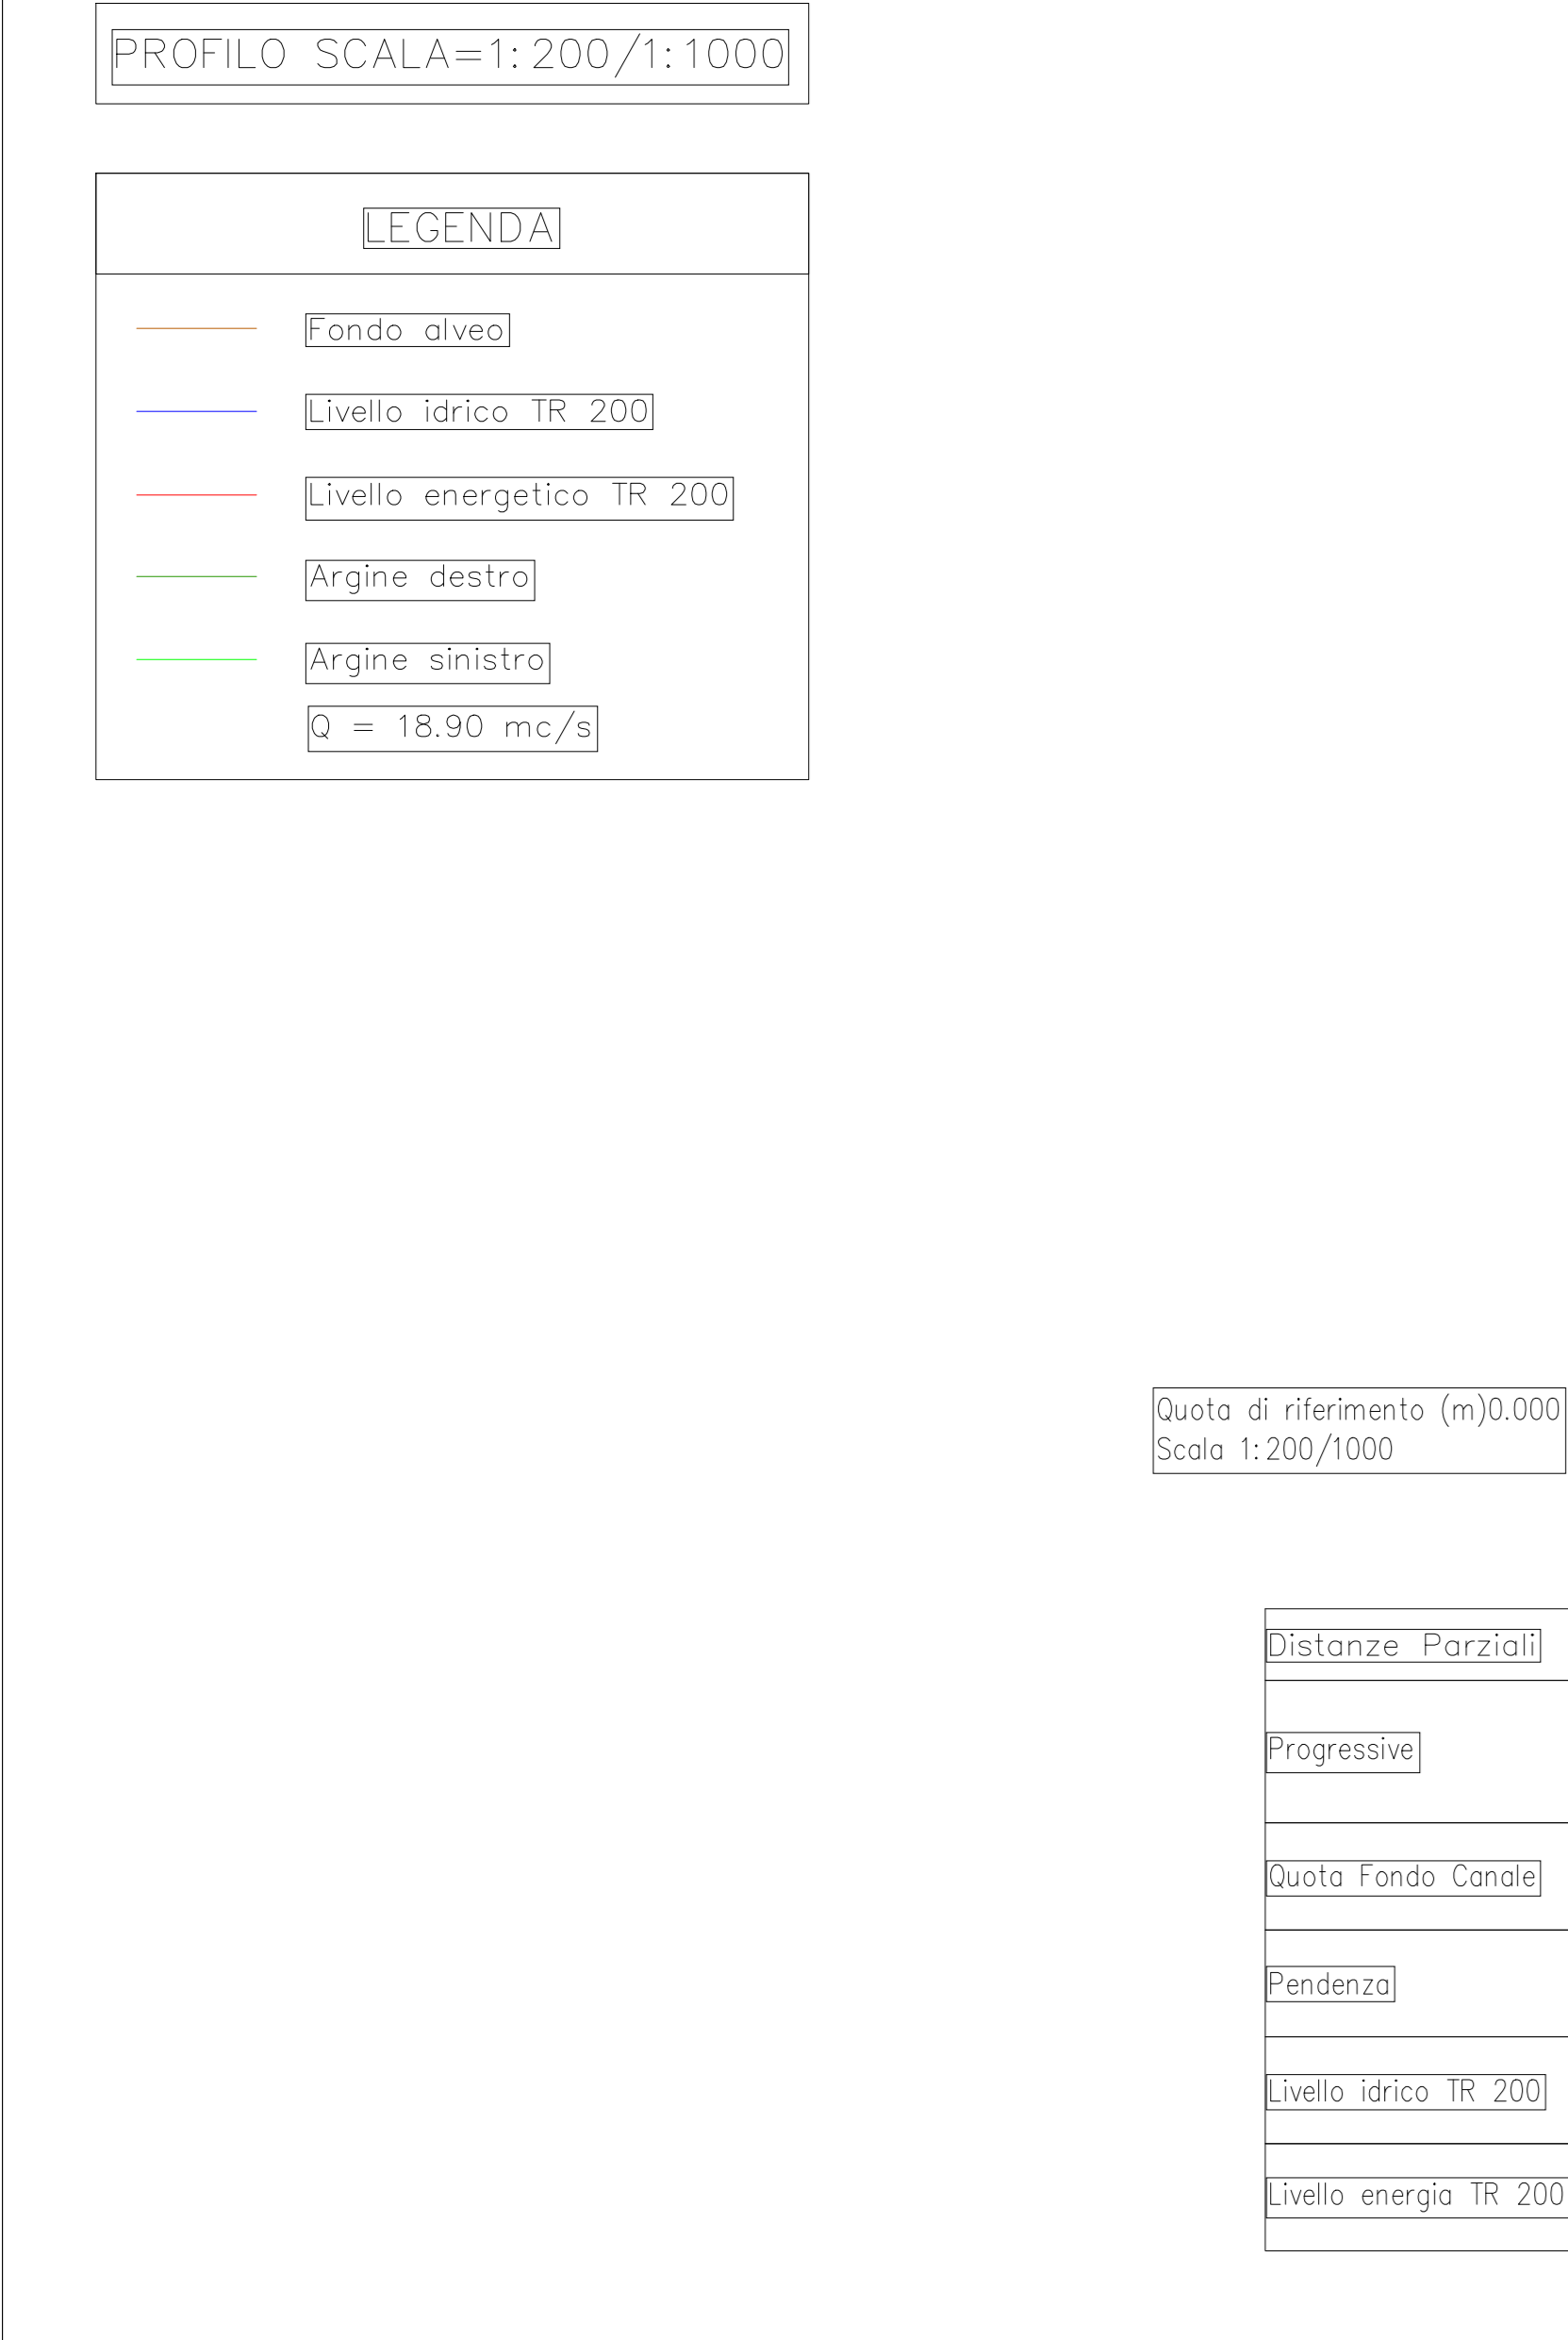 PROFILO SCALA=1:200/1:1000
LEGENDA
Fondo alveo
Livello idrico TR 200
Livello energetico TR 200
Argine destro
Argine sinistro
Q = 18.90 mc/s
Quota di riferimento (m)0.000
Scala 1:200/1000
Distanze Parziali
Progressive
Quota Fondo Canale
Pendenza
Livello idrico TR 200
Livello energia TR 200